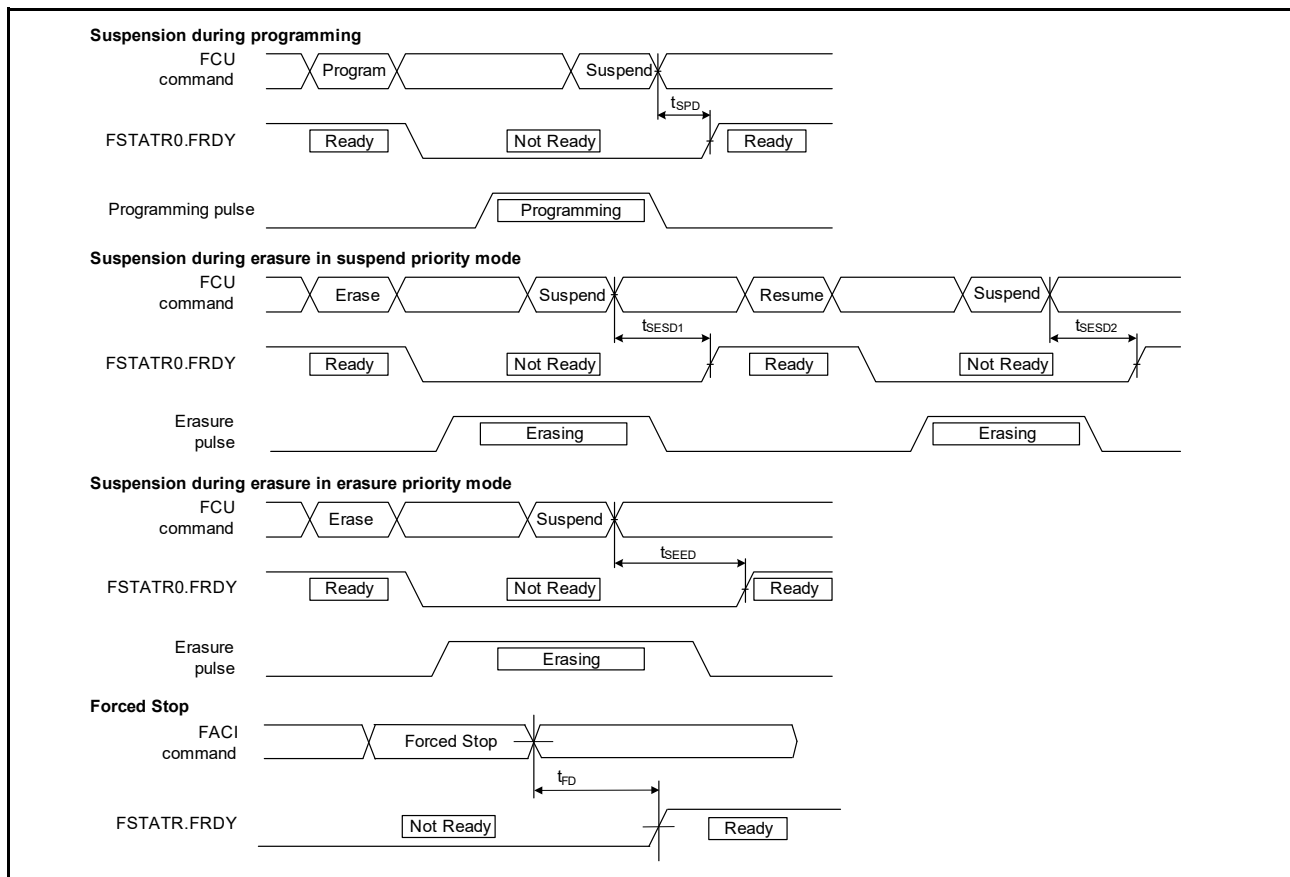 Suspension during programming
FCU
command
Program
Suspend
tSPD
FSTATR0.FRDY
Ready
Not Ready
Ready
Programming pulse
Programming
Suspension during erasure in suspend priority mode
FCU
command
Erase
Suspend
Resume
Suspend
tSESD1
tSESD2
FSTATR0.FRDY
Ready
Not Ready
Ready
Not Ready
Erasure
pulse
Erasing
Erasing
Suspension during erasure in erasure priority mode
FCU
command
Erase
Suspend
tSEED
FSTATR0.FRDY
Ready
Not Ready
Ready
Erasure
pulse
Erasing
Forced Stop
FACI
command
Forced Stop
tFD
FSTATR.FRDY
Not Ready
Ready